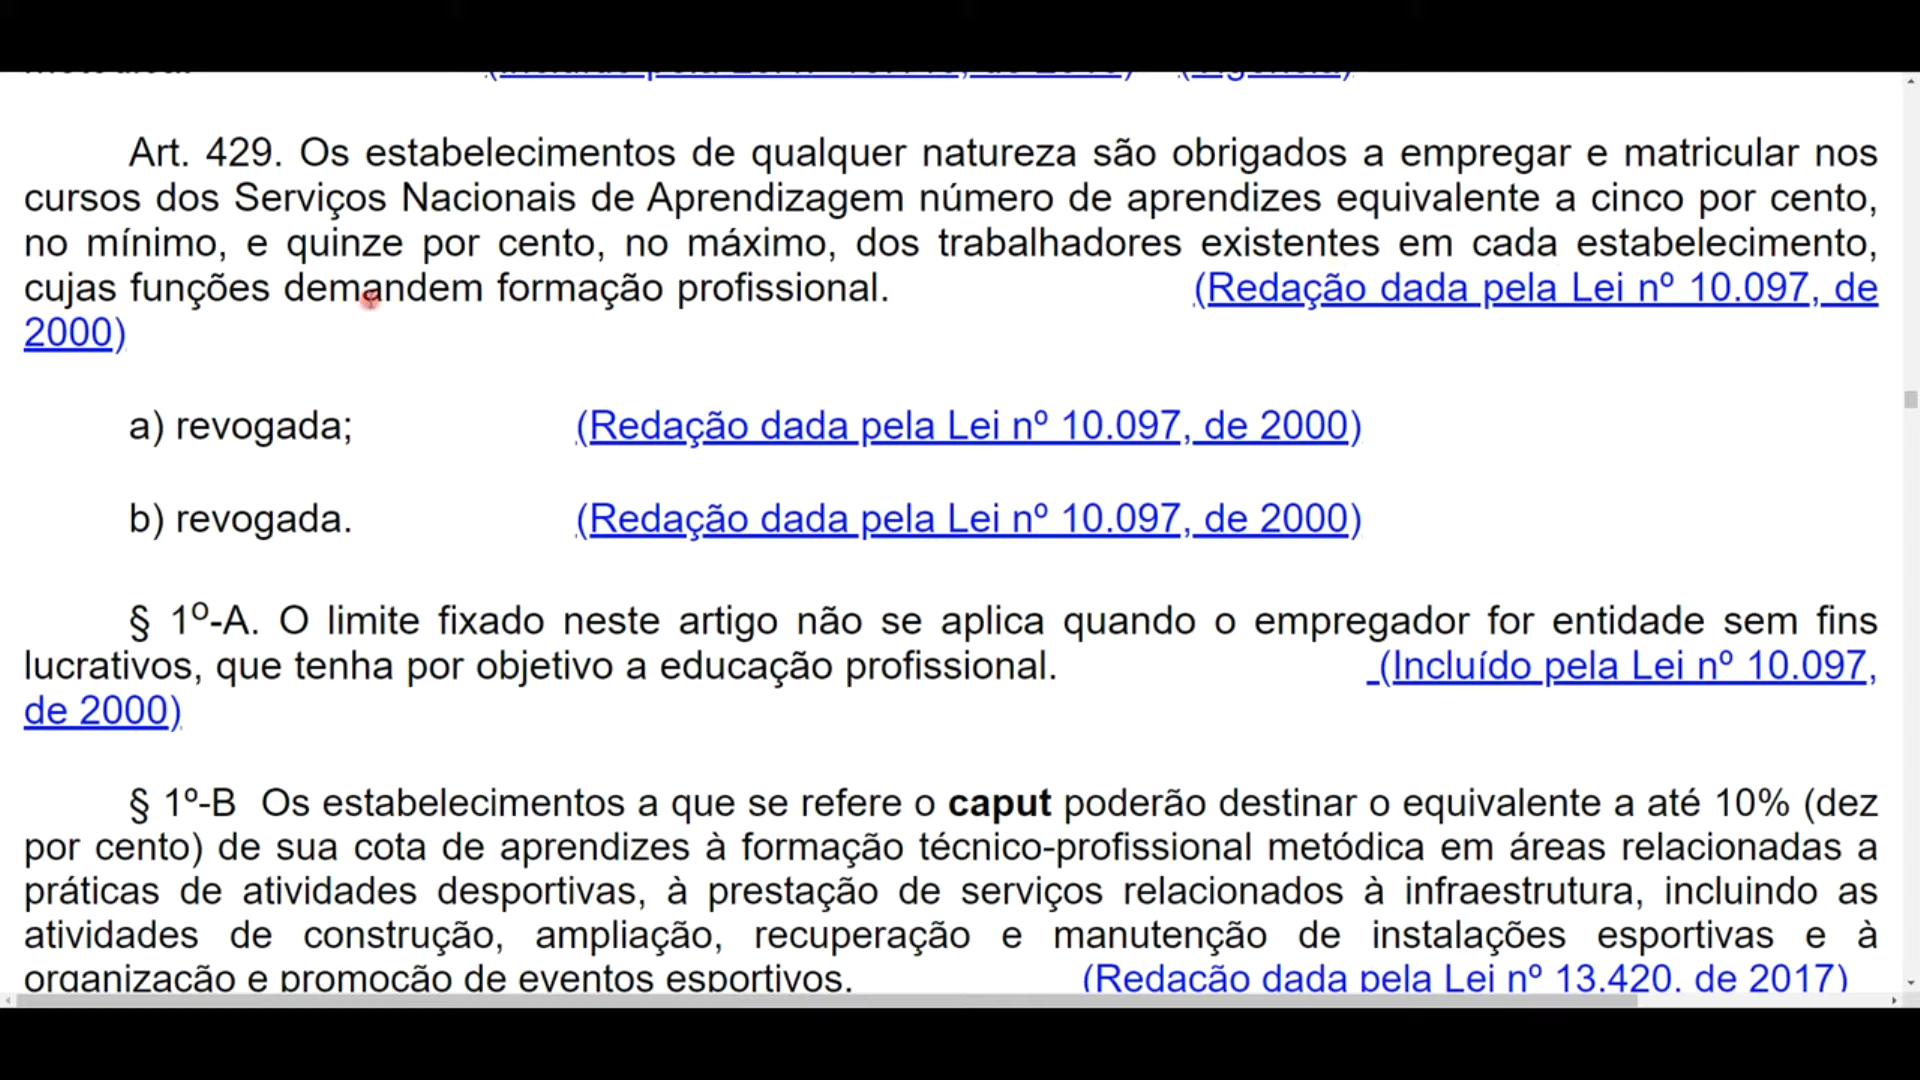 Art. 429. Os estabelecimentos de qualquer natureza são obrigados a empregar e matricular nos
cursos dos Serviços Nacionais de Aprendizagem número de aprendizes equivalente a cinco por cento,
no mínimo, e quinze por cento, no máximo, dos trabalhadores existentes em cada estabelecimento,
cujas funções demandem formação profissional. (Redação dada pela Lei nº 10.097, de
2000)
a) revogada; (Redação dada pela Lei nº 10.097, de 2000)
b) revogada. (Redação dada pela Lei nº 10.097, de 2000)
§ 1º-A. O limite fixado neste artigo não se aplica quando o empregador for entidade sem fins
lucrativos, que tenha por objetivo a educação profissional. (Incluído pela Lei nº 10.097,
de 2000)
§ 1º-B Os estabelecimentos a que se refere o caput poderão destinar o equivalente a até 10% (dez
por cento) de sua cota de aprendizes à formação técnico-profissional metódica em áreas relacionadas a
práticas de atividades desportivas, à prestação de serviços relacionados à infraestrutura, incluindo as
atividades de construção, ampliação, recuperação e manutenção de instalações esportivas e à
organização e promoção de eventos esportivos. (Redação dada pela Lei nº 13.420, de 2017)